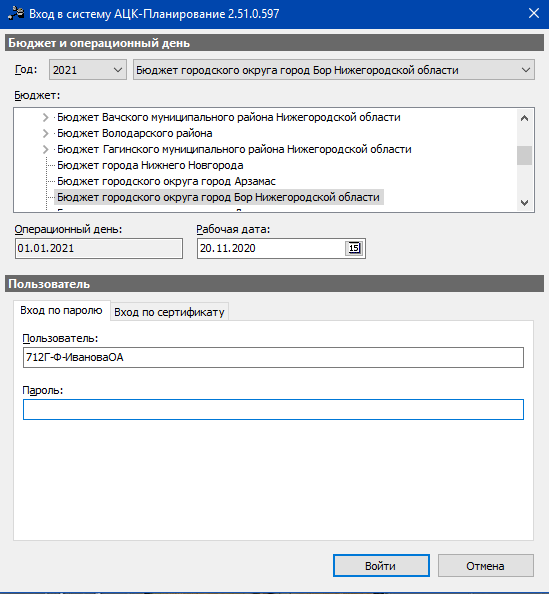 Вход в систему АЦК-Планирование 2.51.0.597
Бюджет и операционный день
Год: 2021 Бюджет городского округа город Бор Нижегородской области
Бюджет:
Бюджет Вачского муниципального района Нижегородской области
Бюджет Володарского района
Бюджет Гагинского муниципального района Нижегородской области
Бюджет города Нижнего Новгорода
Бюджет городского округа город Арзамас
Бюджет городского округа город Бор Нижегородской области
Операционный день: Рабочая дата:
01.01.2021 20.11.2020 15
Пользователь
Вход по паролю Вход по сертификату
Пользователь:
712Г-Ф-ИвановаОА
Пароль:
Войти Отмена